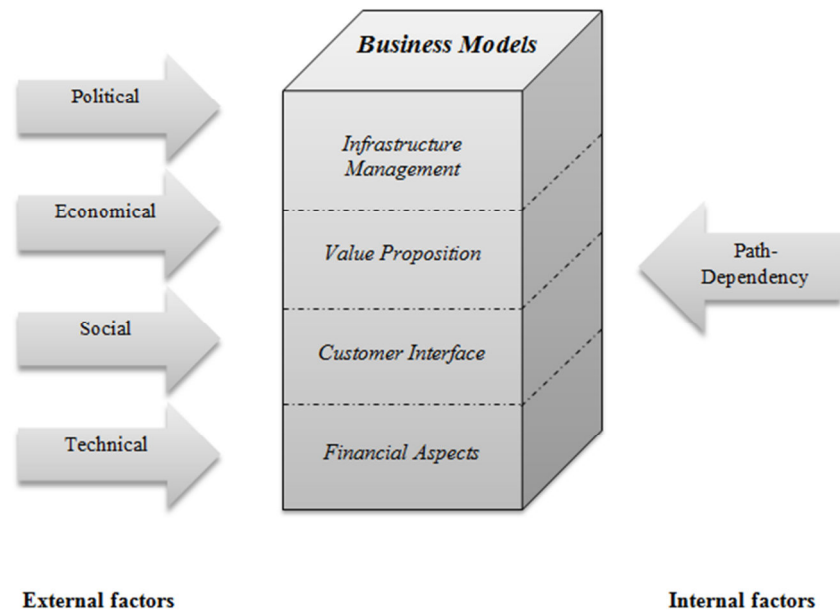 Business Models
Political
Economical
Social
Technical
Infrastructure
Management
Value Proposition
Customer Interface
Financial Aspects
Path-
Dependency
External factors
Internal factors